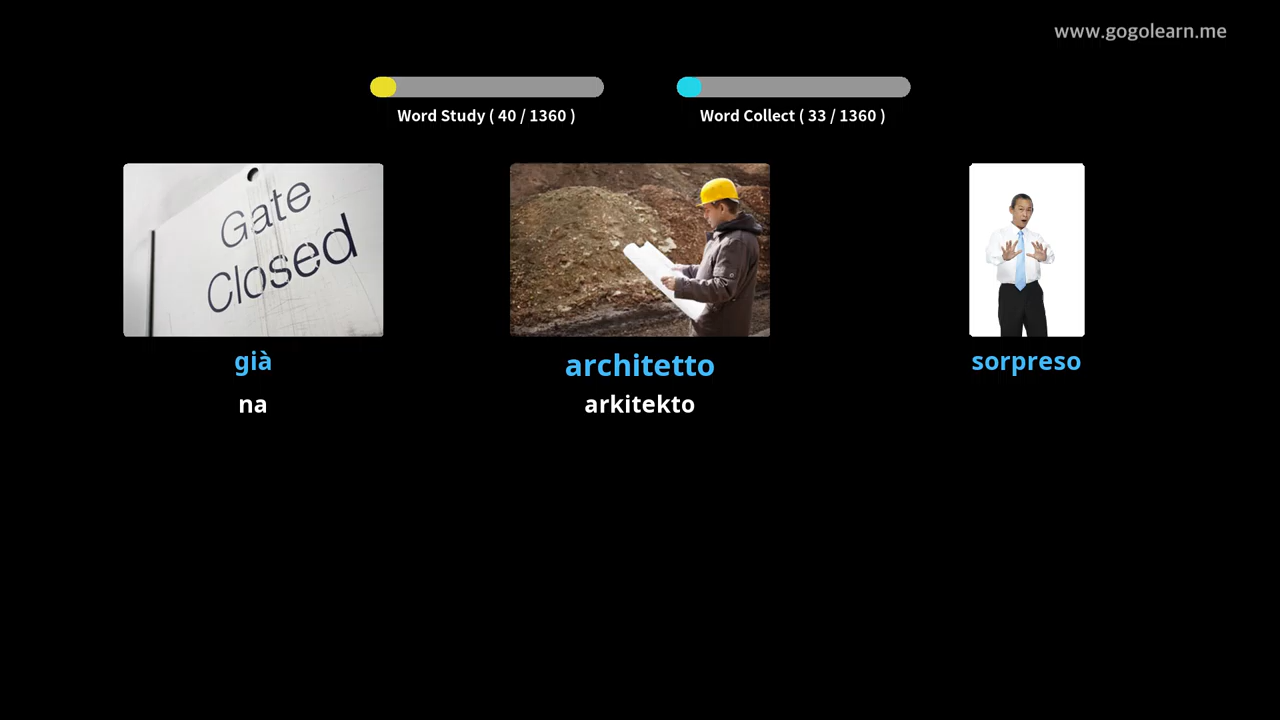 www.gogolearn.me
Word Study ( 40 / 1360 )
Word Collect ( 33 / 1360 )
Gate
Closed
già
na
architetto
arkitekto
sorpreso